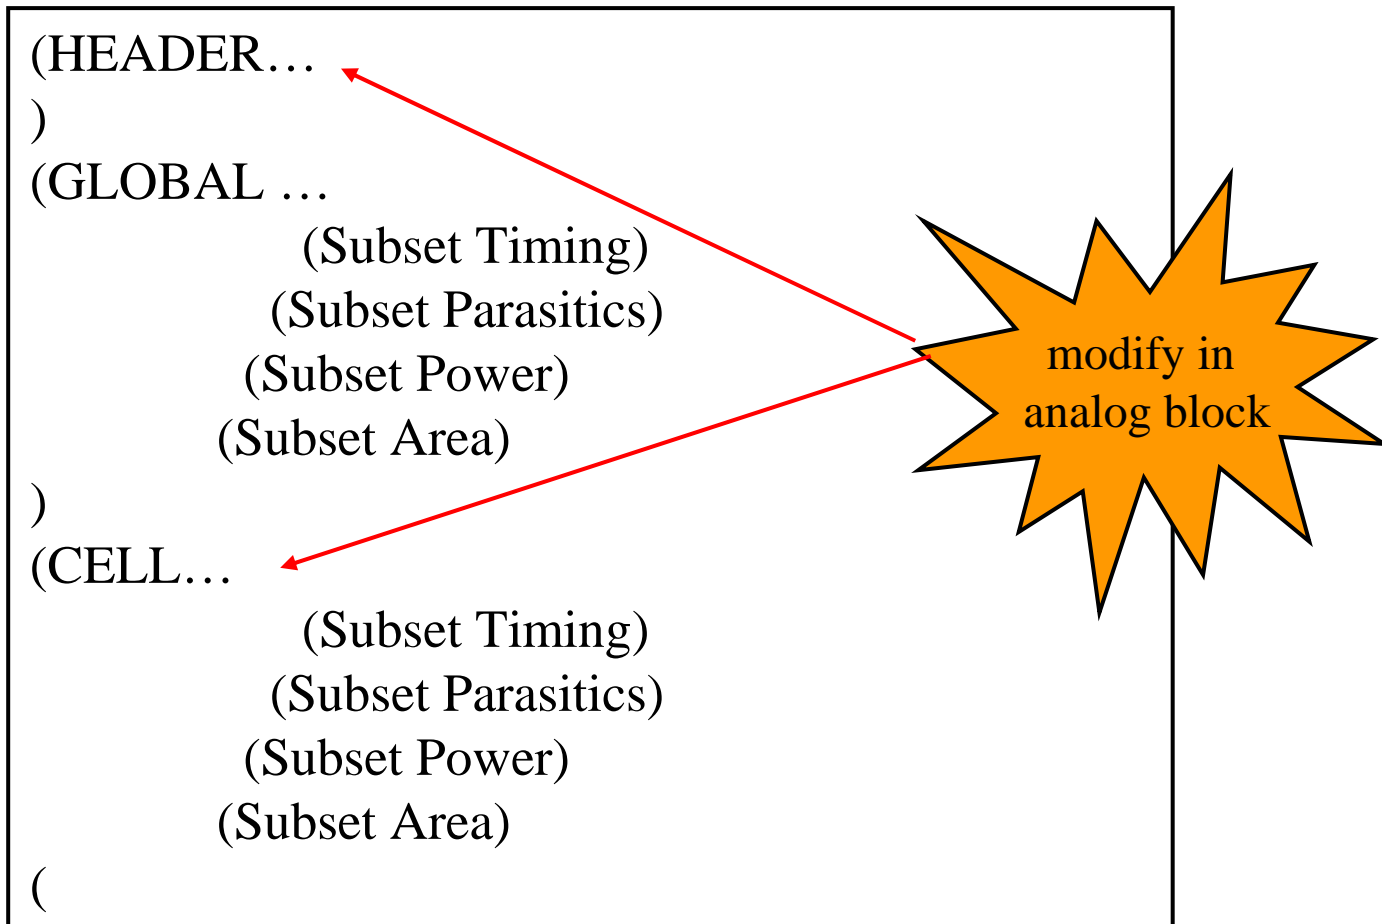 (HEADER…
)
(GLOBAL …
(Subset Timing)
(Subset Parasitics)
(Subset Power)
(Subset Area)
)
(CELL…
(Subset Timing)
(Subset Parasitics)
(Subset Power)
(Subset Area)
(
modify in
analog block